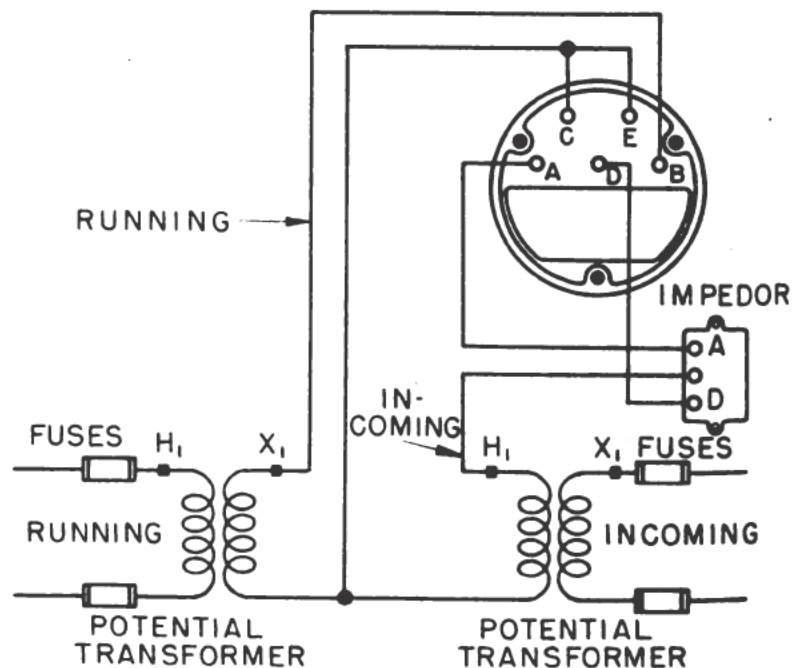 C E
A D B
RUNNING
IMPEDOR
A
D
IN-
COMING
FUSES H₁ X₁
H₁ X₁ FUSES
RUNNING
INCOMING
POTENTIAL
TRANSFORMER
POTENTIAL
TRANSFORMER